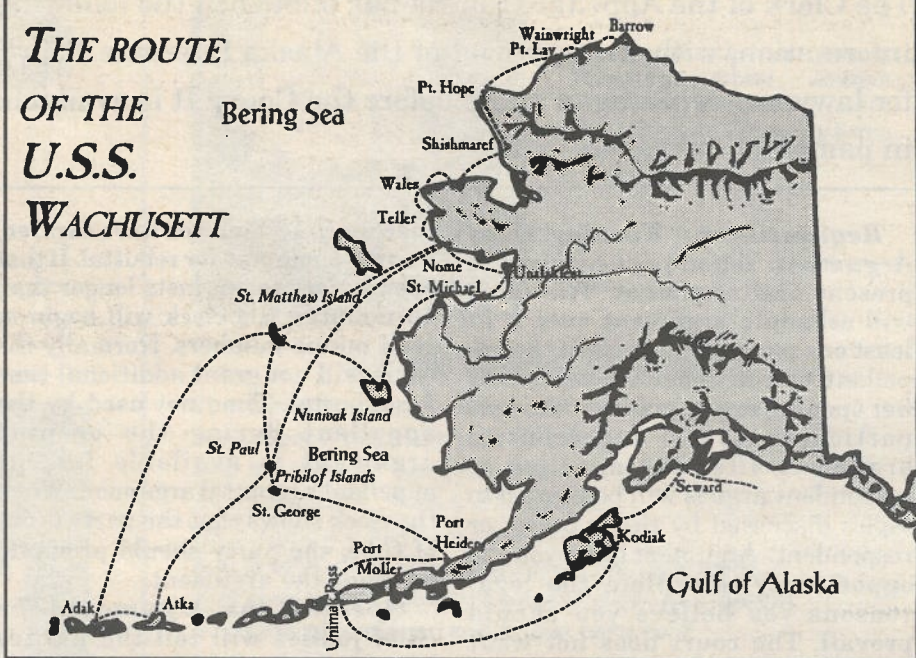 THE ROUTE
OF THE
U.S.S.
WACHUSETT
Bering Sea
Barrow
Wainwright
Pt. Lay
Pt. Hope
Shishmaref
Wales
Teller
Nome
Unalakleet
St. Michael
St. Matthew Island
Nunivak Island
St. Paul
Bering Sea
Pribilof Islands
St. George
Port
Heiden
Port
Moller
Unimak Pass
Adak
Atka
Seward
Kodiak
Gulf of Alaska